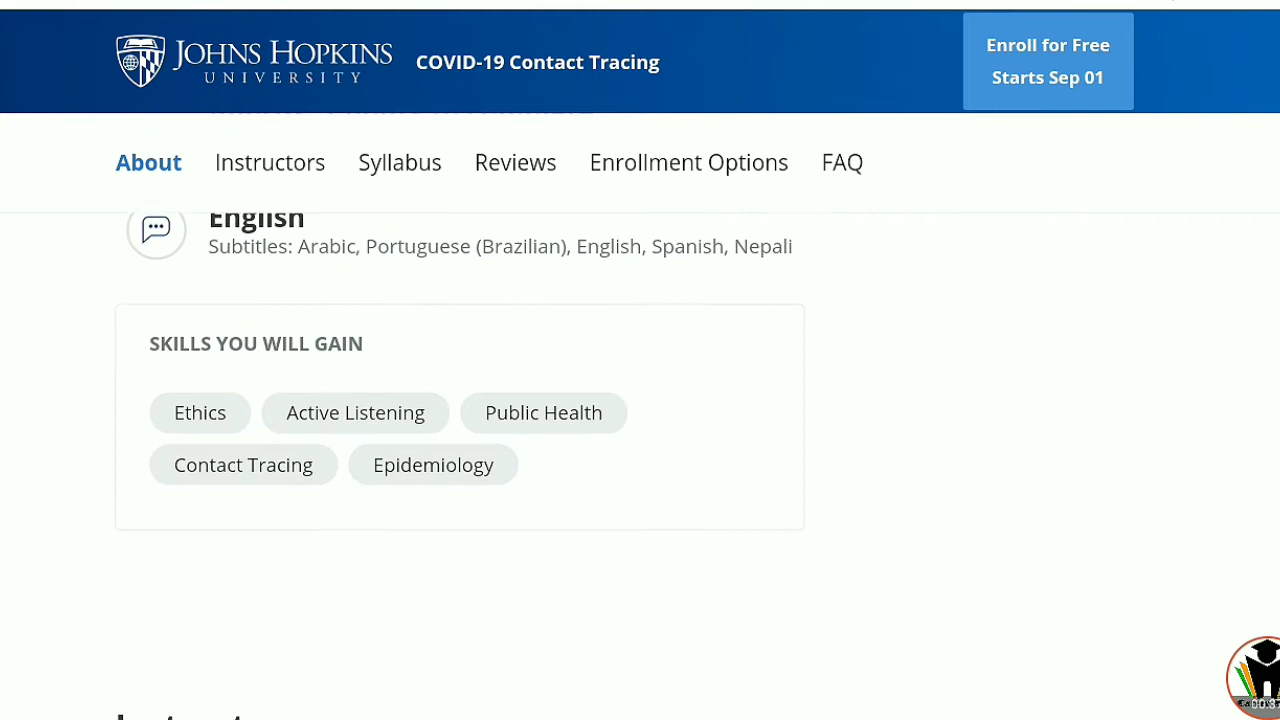 JOHNS HOPKINS
UNIVERSITY
COVID-19 Contact Tracing
Enroll for Free
Starts Sep 01
About Instructors Syllabus Reviews Enrollment Options FAQ
English
Subtitles: Arabic, Portuguese (Brazilian), English, Spanish, Nepali
SKILLS YOU WILL GAIN
Ethics Active Listening Public Health
Contact Tracing Epidemiology